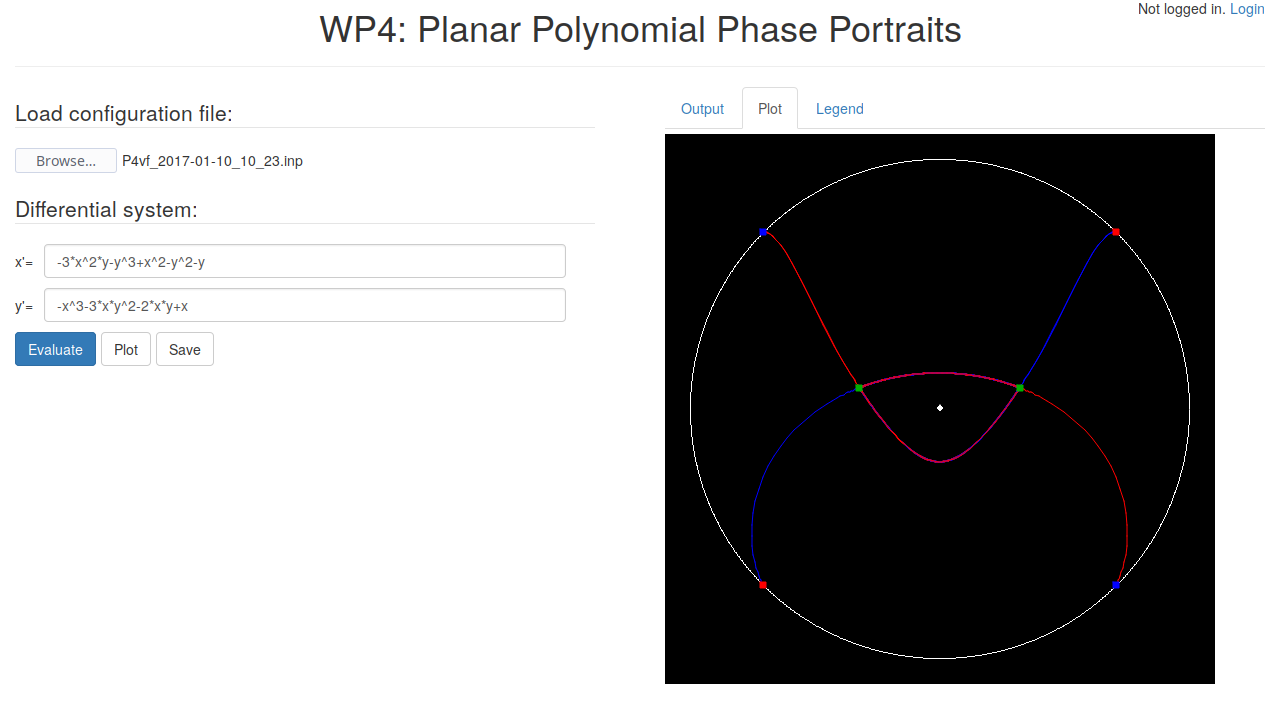 Not logged in. Login
WP4: Planar Polynomial Phase Portraits
Load configuration file:
Browse... P4vf_2017-01-10_10_23.inp
Differential system:
x'= -3*x^2*y-y^3+x^2-y^2-y
y'= -x^3-3*x*y^2-2*x*y+x
Evaluate Plot Save
Output Plot Legend